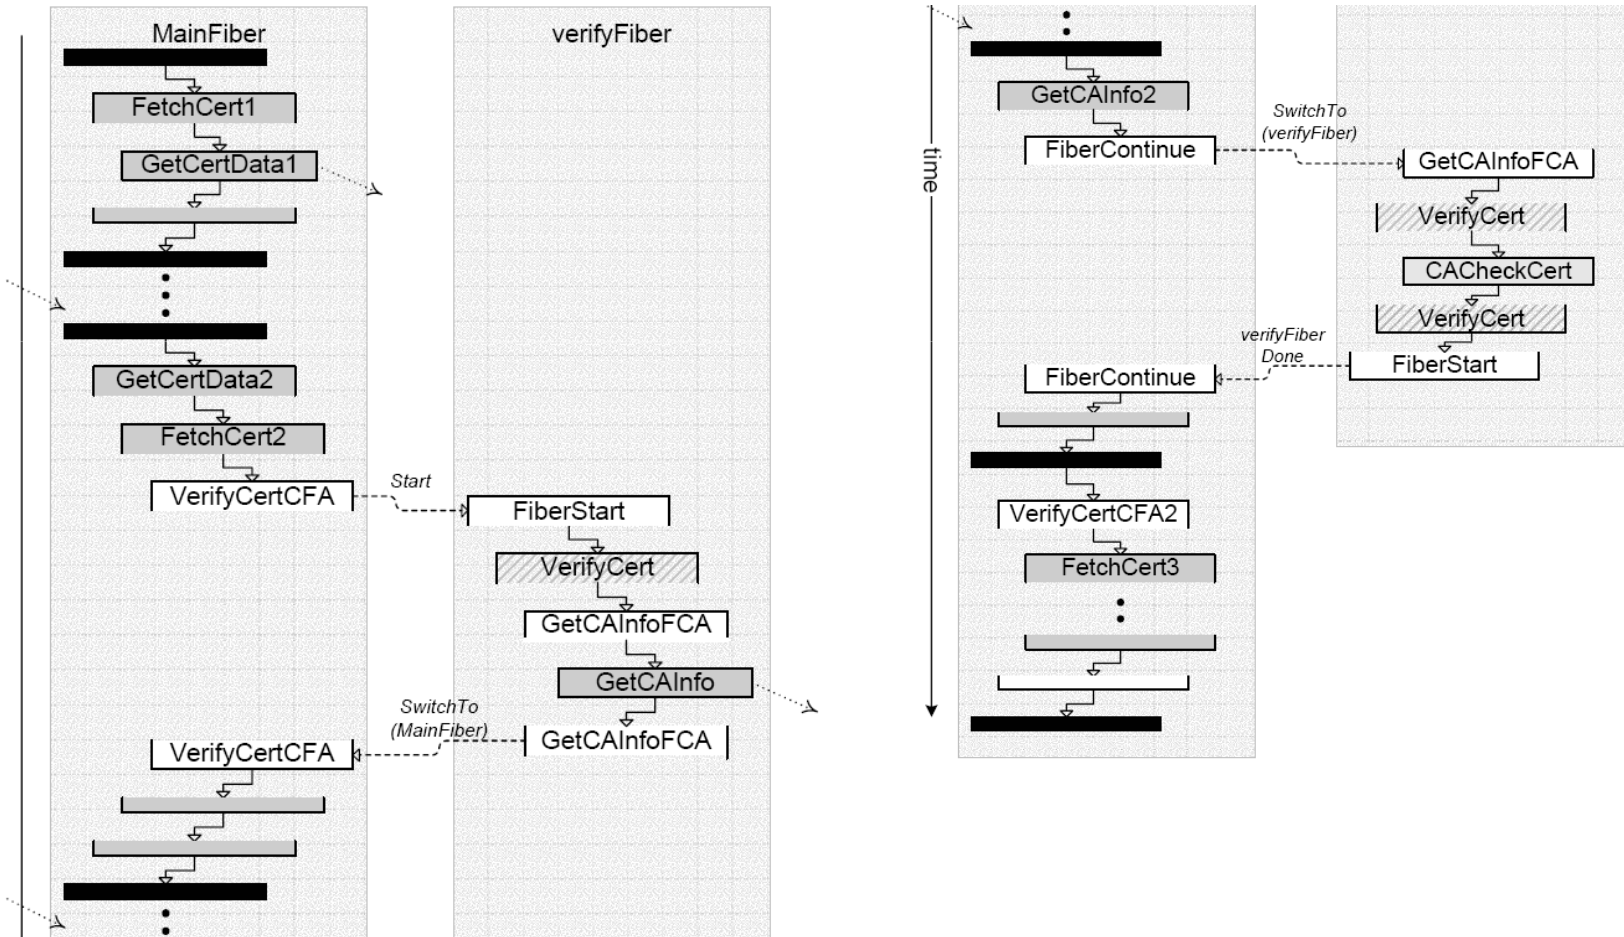 MainFiber
FetchCert1
GetCertData1
GetCertData2
FetchCert2
VerifyCertCFA
Start
verifyFiber
FiberStart
VerifyCert
GetCAInfoFCA
GetCAInfo
GetCAInfoFCA
SwitchTo
(MainFiber)
VerifyCertCFA
time
GetCAInfo2
FiberContinue
SwitchTo
(verifyFiber)
GetCAInfoFCA
VerifyCert
CACheckCert
VerifyCert
FiberStart
verifyFiber
Done
FiberContinue
VerifyCertCFA2
FetchCert3